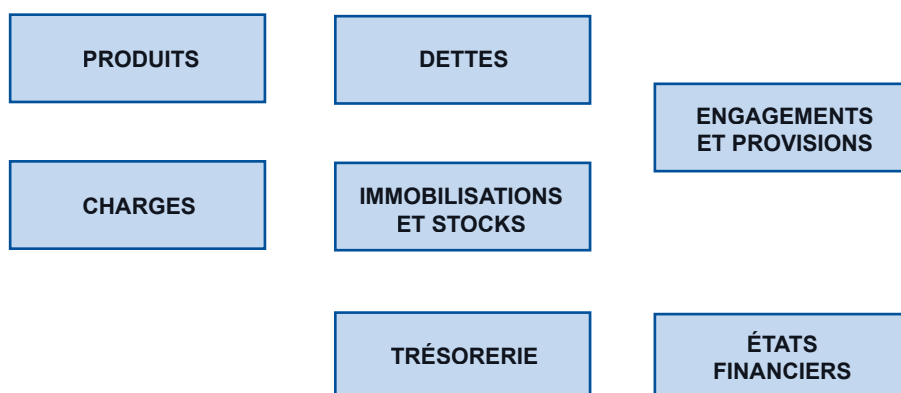 PRODUITS
DETTES
ENGAGEMENTS
ET PROVISIONS
CHARGES
IMMOBILISATIONS
ET STOCKS
TRÉSORERIE
ÉTATS
FINANCIERS